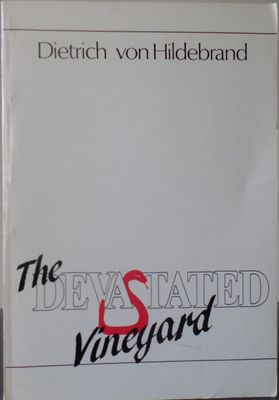 Dietrich von Hildebrand
The
DEVASTATED
Vineyard